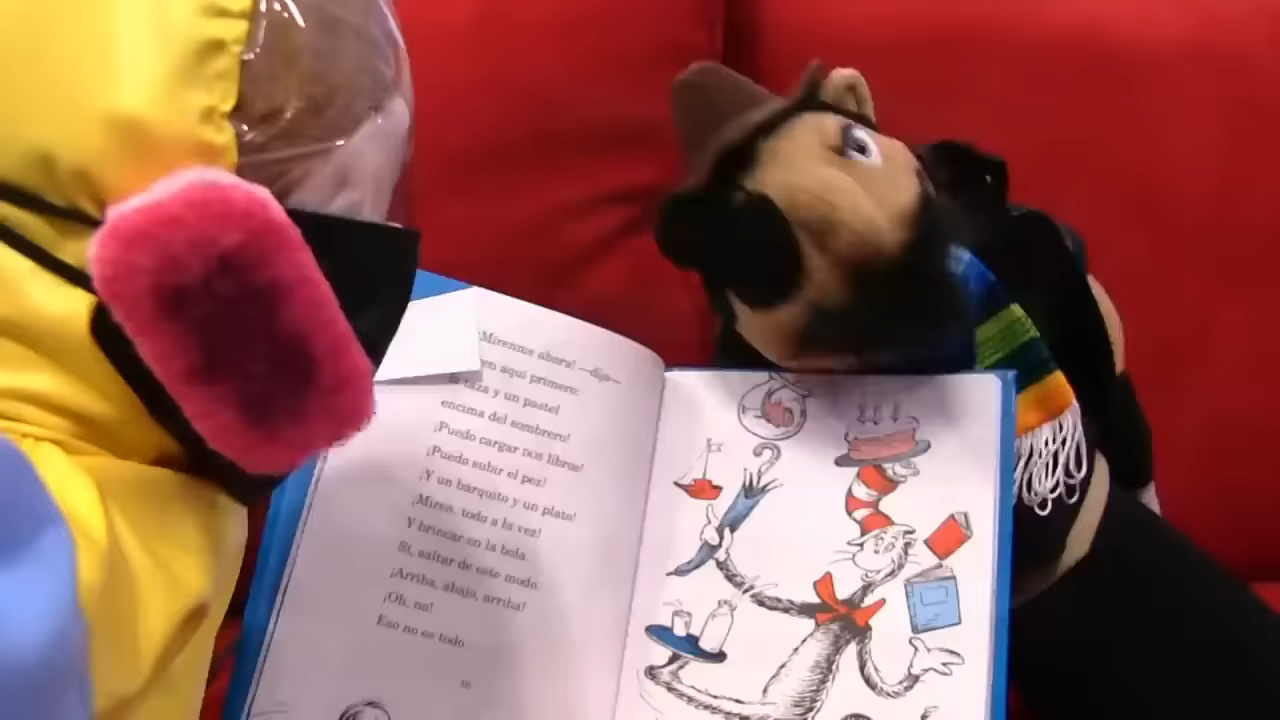 ¡Mírenme ahora!
en aquí primero:
taza y un pastel
encima del sombrero!
¡Puedo cargar dos libros!
¡Puedo subir el pez!
¡Y un barquito y un plato!
¡Miren, todo a la vez!
Y brincar en la bola.
Sí, saltar de este modo.
¡Arriba, abajo, arriba!
¡Oh, no!
Eso no es todo